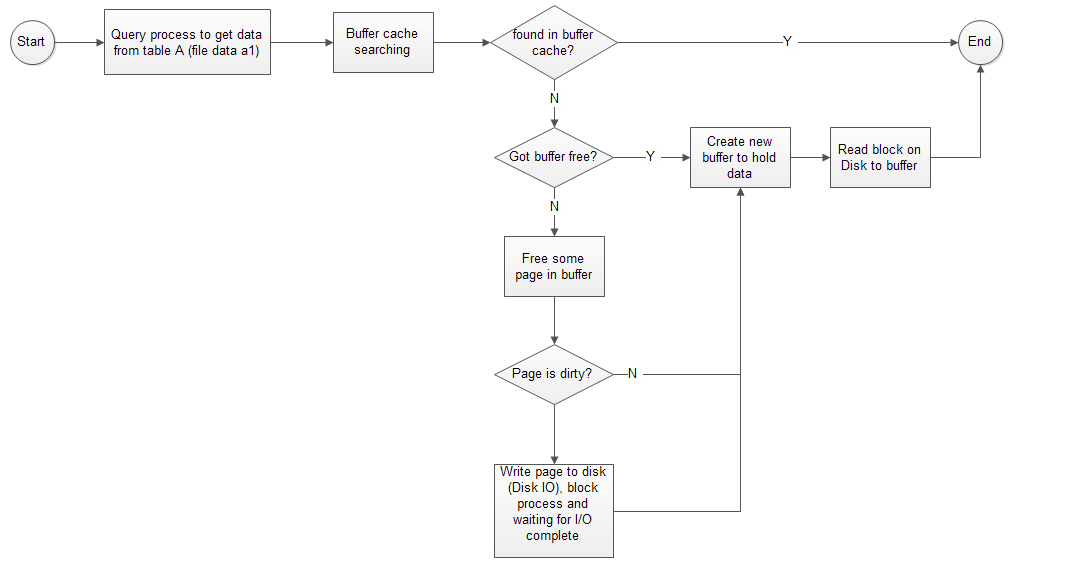 Start
Query process to get data
from table A (file data a1)
Buffer cache
searching
found in buffer
cache?
Y
End
N
Got buffer free?
Y
Create new
buffer to hold
data
Read block on
Disk to buffer
N
Free some
page in buffer
Page is dirty?
N
Write page to disk
(Disk IO), block
process and
waiting for I/O
complete